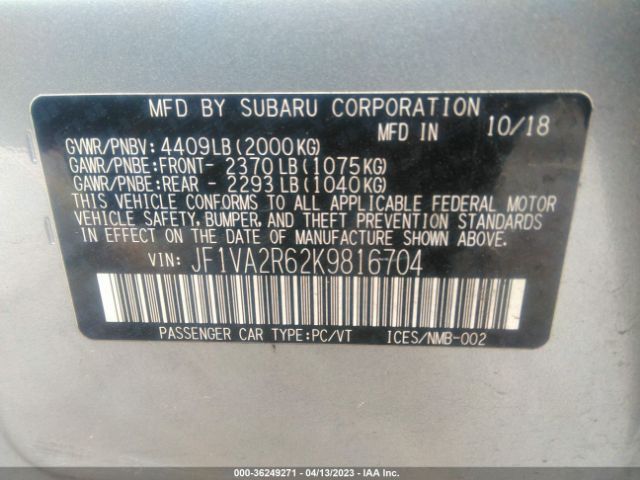 MFD BY SUBARU CORPORATION
MFD IN 10/18
GVWR/PNBV: 4409LB(2000KG)
GAWR/PNBE:FRONT- 2370LB(1075KG)
GAWR/PNBE:REAR - 2293LB(1040KG)
THIS VEHICLE CONFORMS TO ALL APPLICABLE FEDERAL MOTOR
VEHICLE SAFETY, BUMPER, AND THEFT PREVENTION STANDARDS
IN EFFECT ON THE DATE OF MANUFACTURE SHOWN ABOVE.
VIN: JF1VA2R62K9816704
PASSENGER CAR TYPE:PC/VT ICES/NMB-002
000-36249271 - 04/13/2023 - IAA Inc.